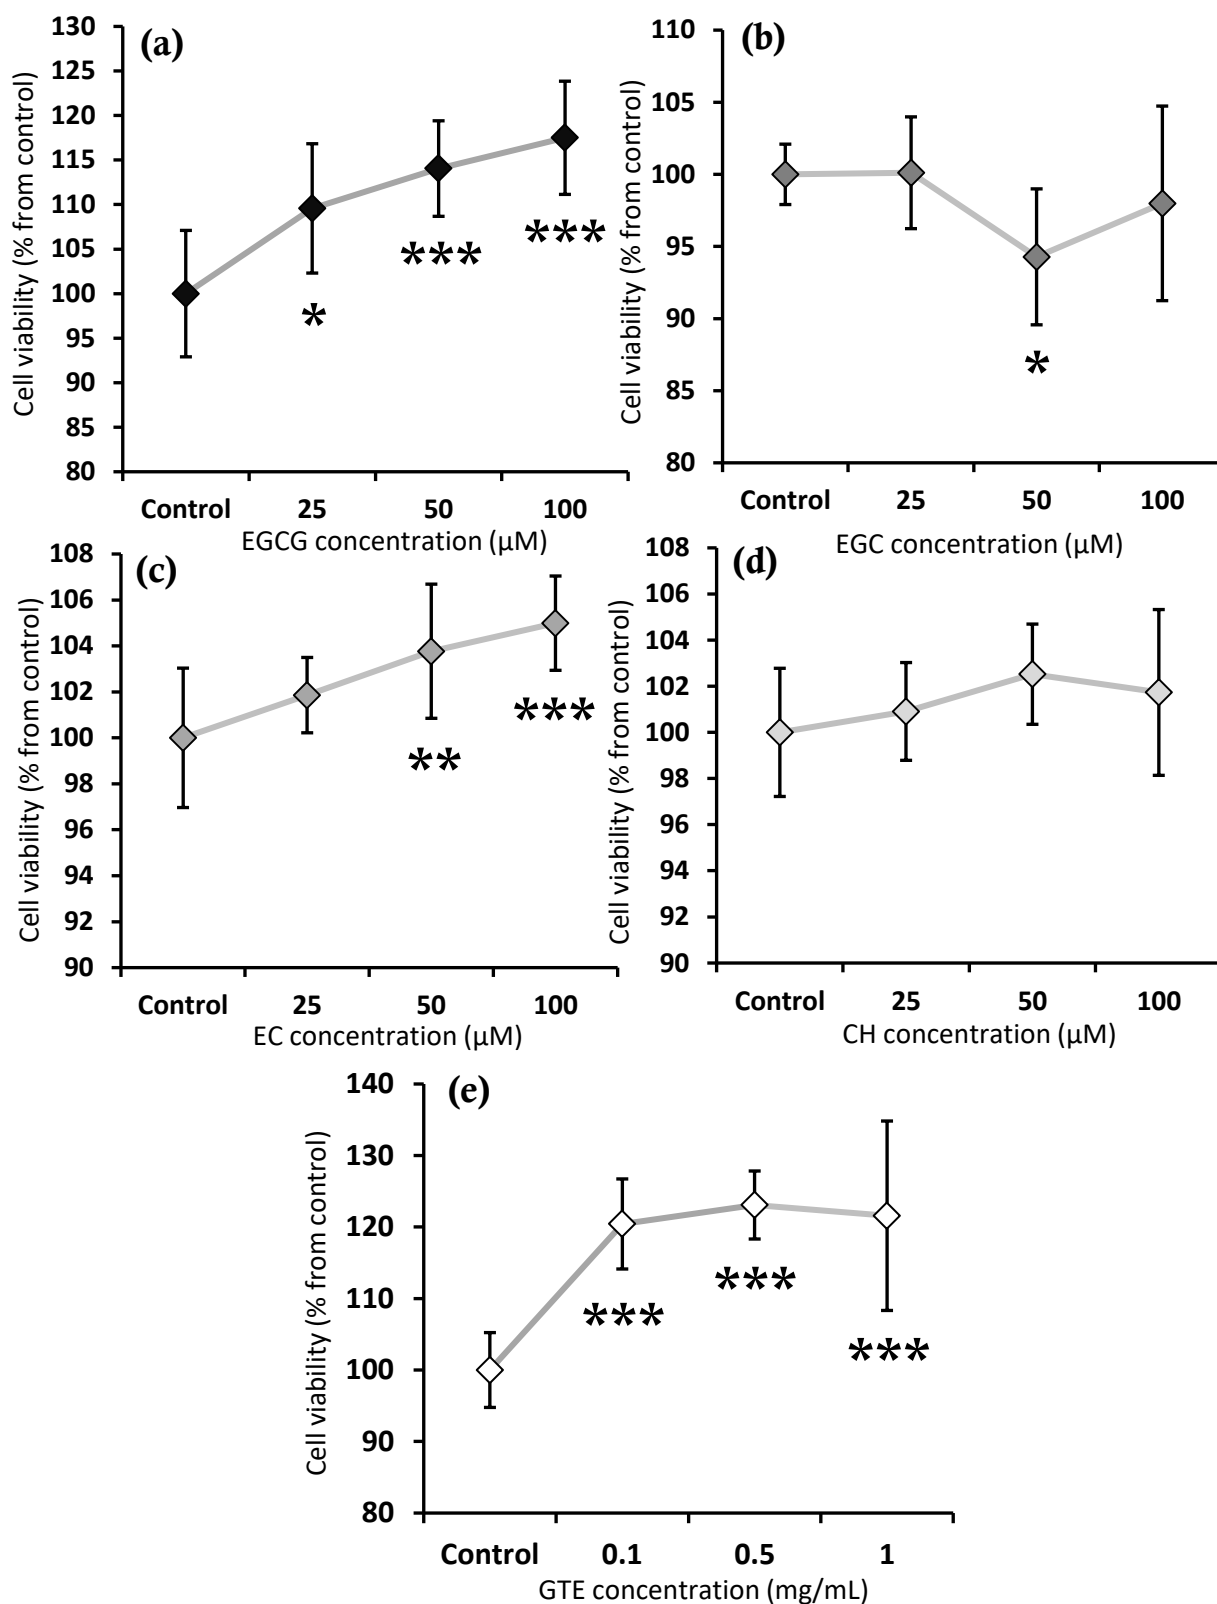 (a)
Cell viability (% from control)
130
125
120
115
110
105
100
95
90
85
80
*
***
***
Control 25 50 100
EGCG concentration (µM)
(b)
Cell viability (% from control)
110
105
100
95
90
85
80
*
Control 25 50 100
EGC concentration (µM)
(c)
Cell viability (% from control)
108
106
104
102
100
98
96
94
92
90
**
***
Control 25 50 100
EC concentration (µM)
(d)
Cell viability (% from control)
108
106
104
102
100
98
96
94
92
90
Control 25 50 100
CH concentration (µM)
(e)
Cell viability (% from control)
140
130
120
110
100
90
80
***
***
***
Control 0.1 0.5 1
GTE concentration (mg/mL)